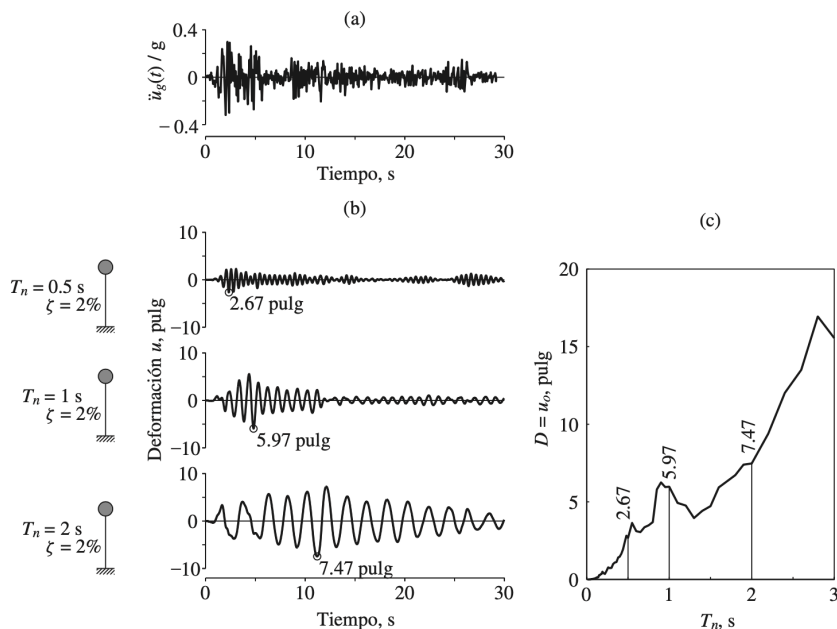 (a)
0.4
0
−0.4
ü_g(t) / g
0 10 20 30
Tiempo, s
(b)
10
0
−10
2.67 pulg
T_n = 0.5 s
ζ = 2%
10
0
−10
5.97 pulg
T_n = 1 s
ζ = 2%
Deformación u, pulg
10
0
−10
7.47 pulg
T_n = 2 s
ζ = 2%
0 10 20 30
Tiempo, s
(c)
20
15
10
5
0
D = u_o, pulg
2.67
5.97
7.47
0 1 2 3
T_n, s